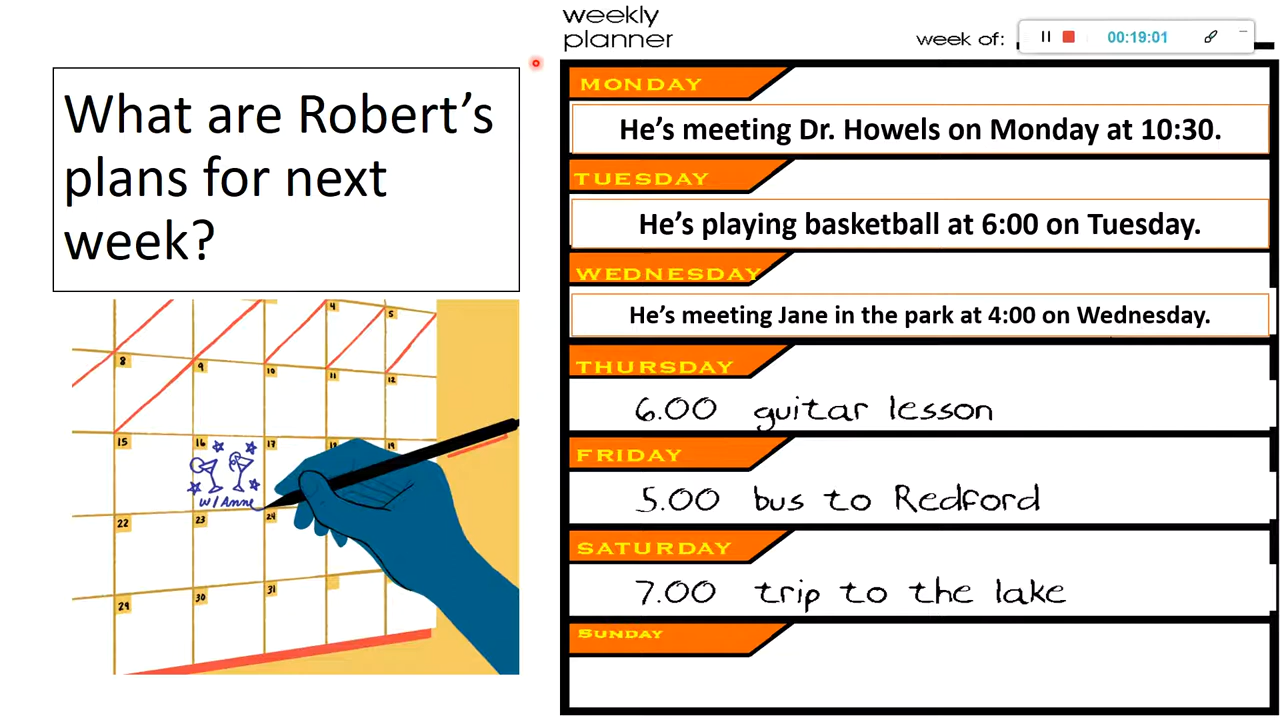 weekly
planner
week of:
00:19:01
What are Robert's
plans for next
week?
MONDAY
He's meeting Dr. Howels on Monday at 10:30.
TUESDAY
He's playing basketball at 6:00 on Tuesday.
WEDNESDAY
He's meeting Jane in the park at 4:00 on Wednesday.
THURSDAY
6.00 guitar lesson
FRIDAY
5.00 bus to Redford
SATURDAY
7.00 trip to the lake
SUNDAY
4 5
8 9 10 11 12
15 16 17 18 19
w/ Anne
22 23 24
29 30 31